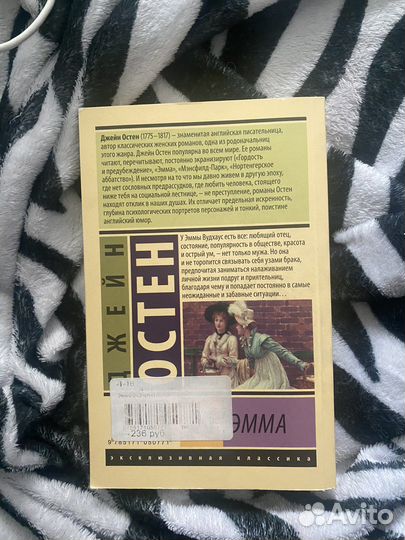 Джейн Остен (1775–1817) – знаменитая английская писательница,
автор классических женских романов, одна из родоначальниц
этого жанра. Джейн Остен популярна во всем мире. Ее романы
читают, перечитывают, постоянно экранизируют («Гордость
и предубеждение», «Эмма», «Мэнсфилд-Парк», «Нортенгерское
аббатство»). И несмотря на то что мы давно живем в другую эпоху,
где нет сословных предрассудков, где любить человека, стоящего
ниже тебя на социальной лестнице, – не преступление, романы Остен
находят отклик в наших душах. Их отличает предельная искренность,
глубина психологических портретов персонажей и тонкий, поистине
английский юмор.
У Эммы Вудхаус есть все: любящий отец,
состояние, популярность в обществе, красота
и острый ум, – нет только мужа. Но она
и не торопится связывать себя узами брака,
предпочитая заниматься налаживанием
личной жизни подруг и приятельниц,
благодаря чему и попадает постоянно в самые
неожиданные и забавные ситуации...
ДЖЕЙН
ОСТЕН
236 руб
9 785171 050771
ЭММА
эксклюзивная классика
Avito